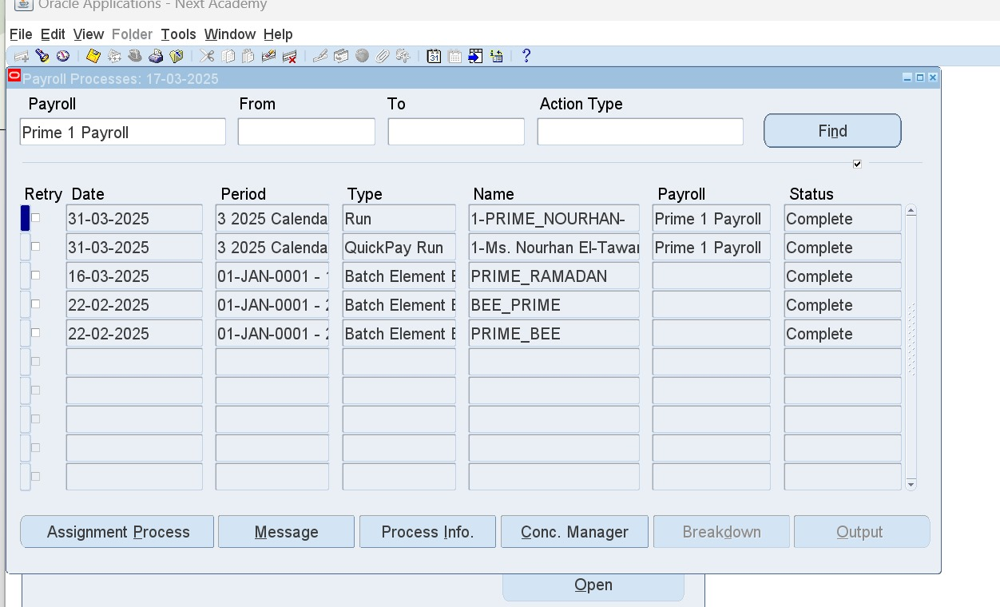 Oracle Applications - Next Academy
File Edit View Folder Tools Window Help
Payroll Processes: 17-03-2025
Payroll From To Action Type
Prime 1 Payroll
Find
Retry Date Period Type Name Payroll Status
31-03-2025 3 2025 Calenda Run 1-PRIME_NOURHAN- Prime 1 Payroll Complete
31-03-2025 3 2025 Calenda QuickPay Run 1-Ms. Nourhan El-Tawar Prime 1 Payroll Complete
16-03-2025 01-JAN-0001 - Batch Element E PRIME_RAMADAN Complete
22-02-2025 01-JAN-0001 - 2 Batch Element E BEE_PRIME Complete
22-02-2025 01-JAN-0001 - 2 Batch Element E PRIME_BEE Complete
Assignment Process Message Process Info. Conc. Manager Breakdown Output
Open